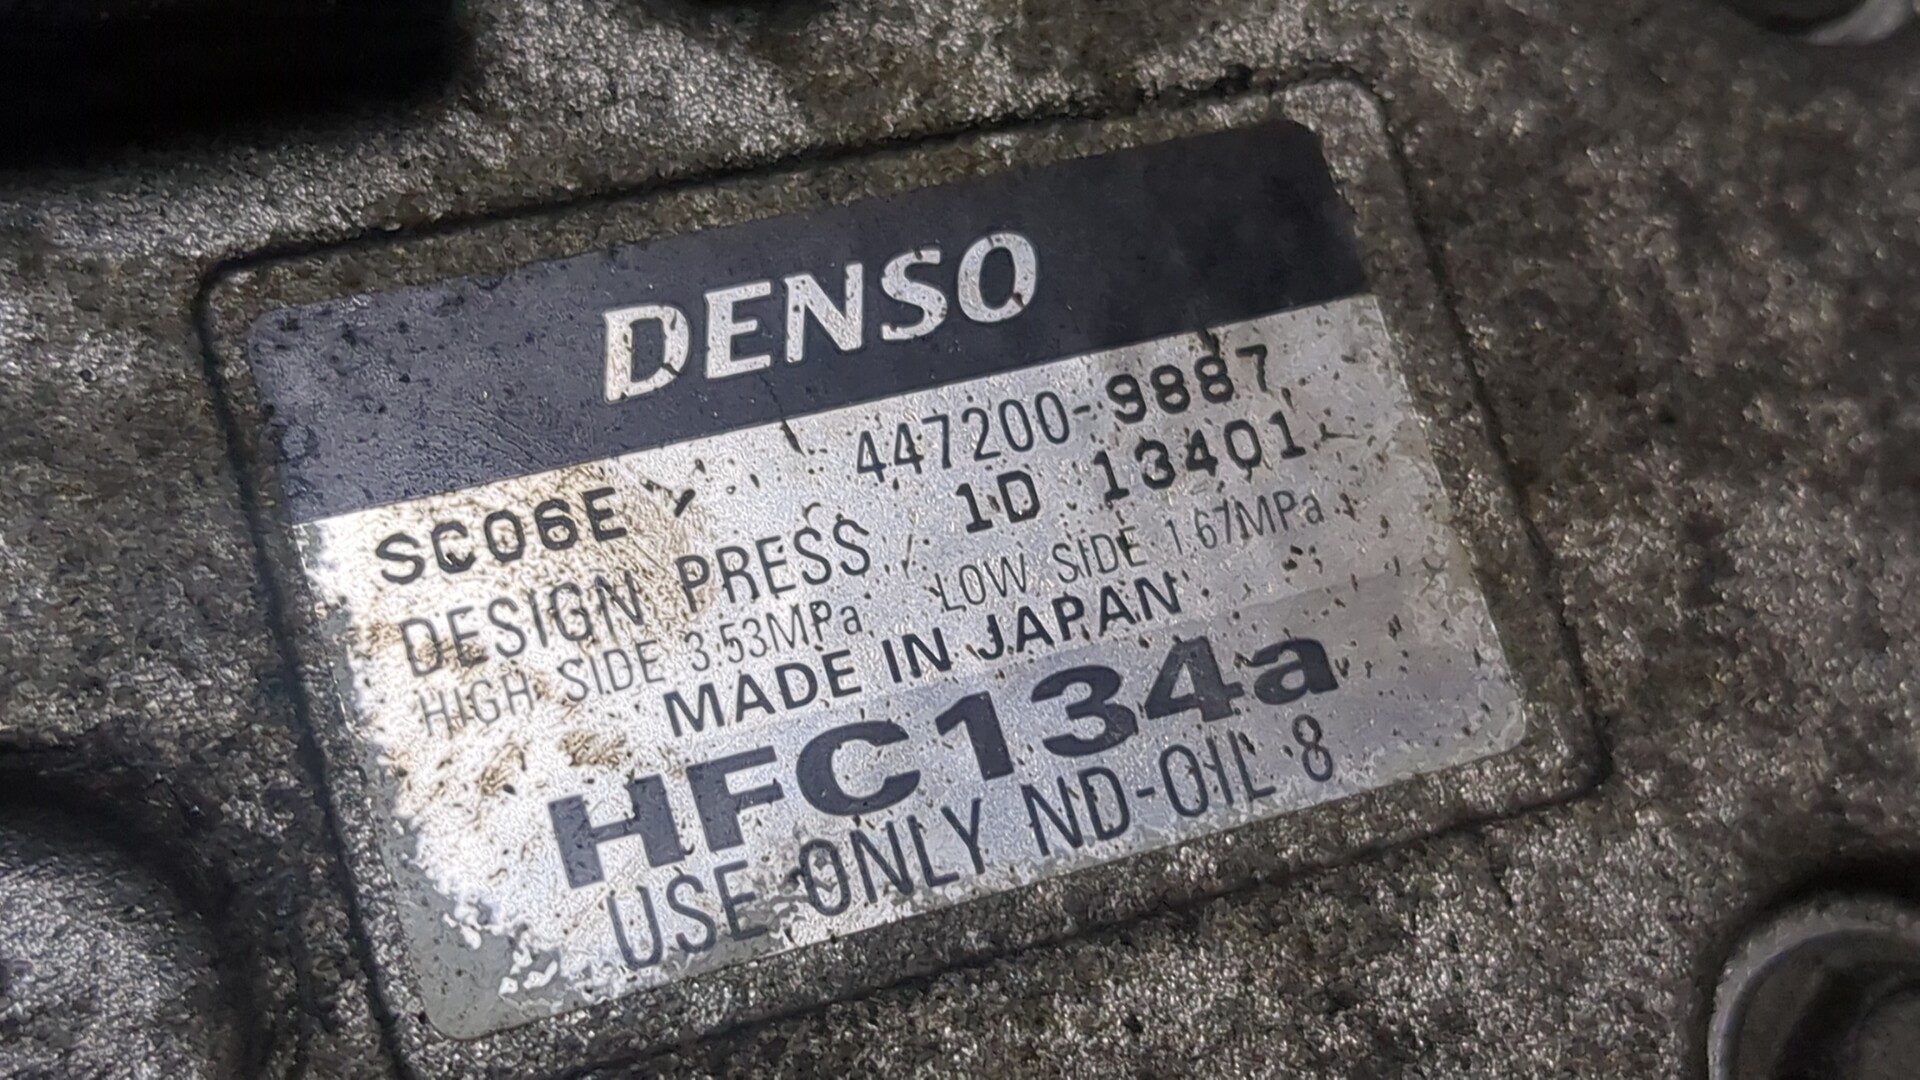 DENSO
447200-9887
SC06E 1D 13401
DESIGN PRESS
HIGH SIDE 3.53MPa LOW SIDE 1.67MPa
MADE IN JAPAN
HFC134a
USE ONLY ND-OIL 8